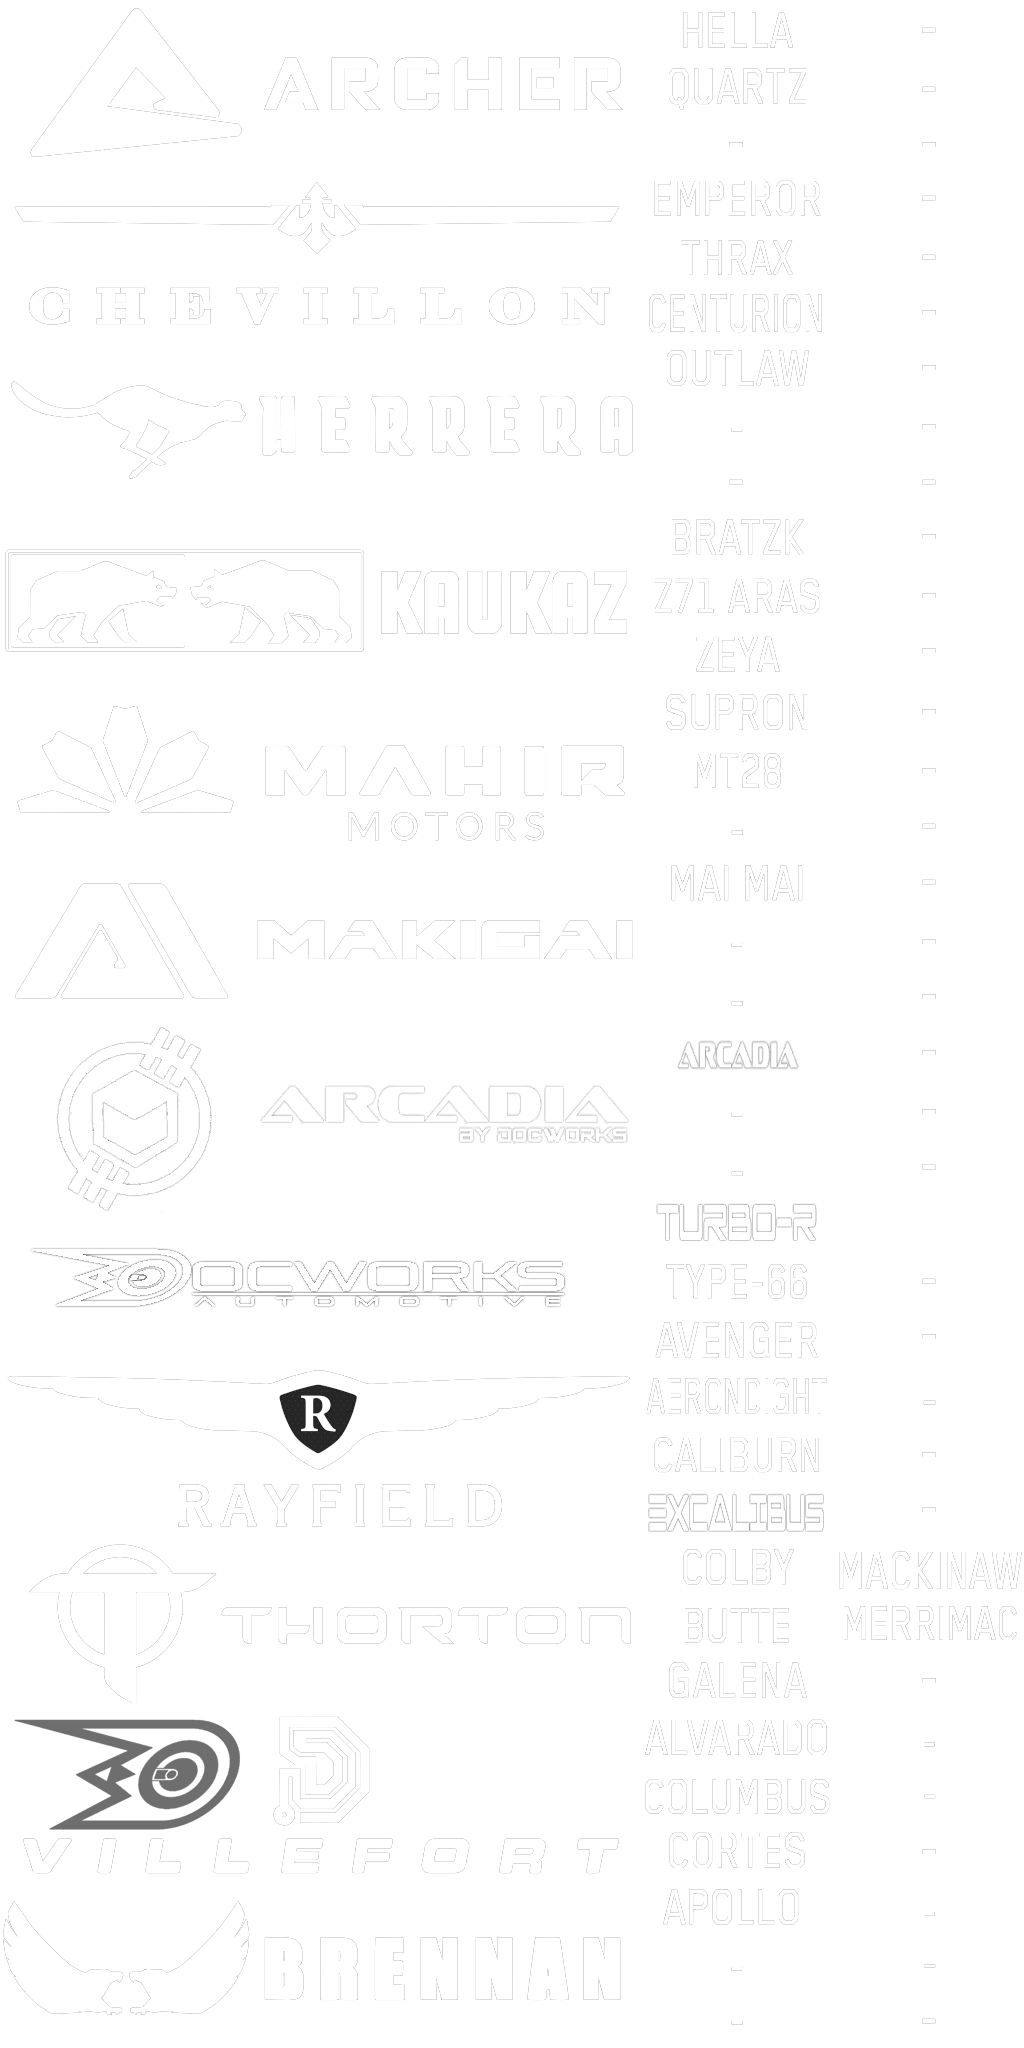 ARCHER
HELLA -
QUARTZ -
- -
CHEVILLON
EMPEROR -
THRAX -
CENTURION -
HERRERA
OUTLAW -
- -
- -
KAUKAZ
BRATZK -
Z71 ARAS -
ZEYA -
MAHIR
MOTORS
SUPRON -
MT28 -
- -
MAKIGAI
MAI MAI -
- -
- -
ARCADIA
BY DOCWORKS
ARCADIA -
- -
- -
DOCWORKS
AUTOMOTIVE
TURBO-R
TYPE-66 -
AVENGER -
R
RAYFIELD
AERONDIGHT -
CALIBURN -
EXCALIBUS -
THORTON
COLBY MACKINAW
BUTTE MERRIMAC
GALENA -
D
VILLEFORT
ALVARADO -
COLUMBUS -
CORTES -
BRENNAN
APOLLO -
- -
- -